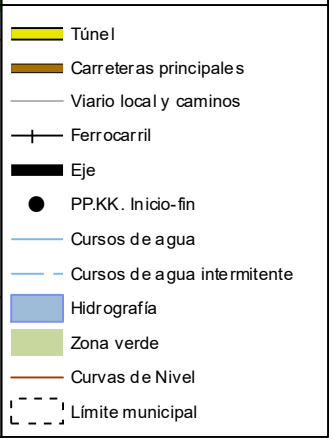 Túnel
Carreteras principales
Viario local y caminos
Ferrocarril
Eje
PP.KK. Inicio-fin
Cursos de agua
Cursos de agua intermitente
Hidrografía
Zona verde
Curvas de Nivel
Límite municipal